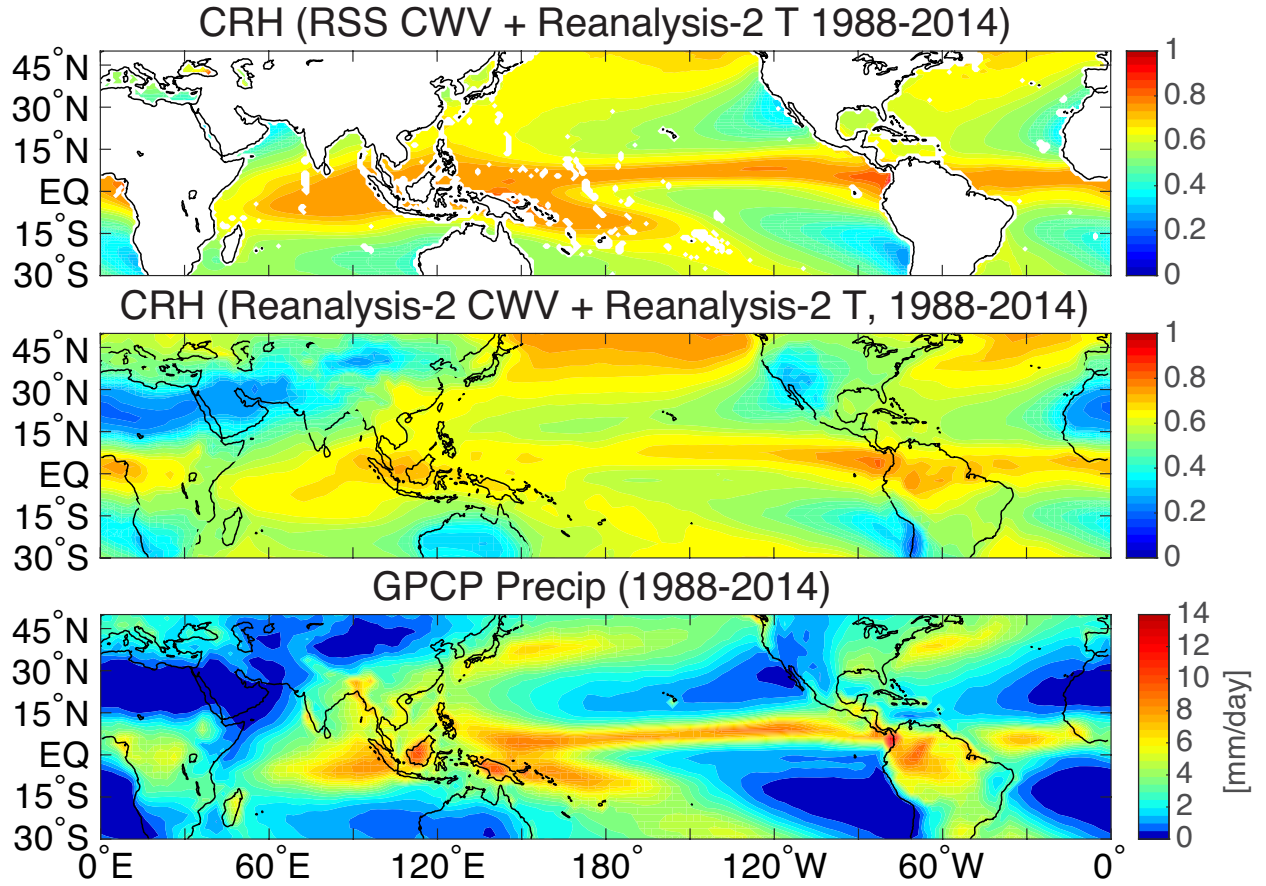 CRH (RSS CWV + Reanalysis-2 T 1988-2014)
45°N
30°N
15°N
EQ
15°S
30°S
1
0.8
0.6
0.4
0.2
0
CRH (Reanalysis-2 CWV + Reanalysis-2 T, 1988-2014)
45°N
30°N
15°N
EQ
15°S
30°S
1
0.8
0.6
0.4
0.2
0
GPCP Precip (1988-2014)
45°N
30°N
15°N
EQ
15°S
30°S
14
12
10
8
6
4
2
0
[mm/day]
0°E 60°E 120°E 180° 120°W 60°W 0°